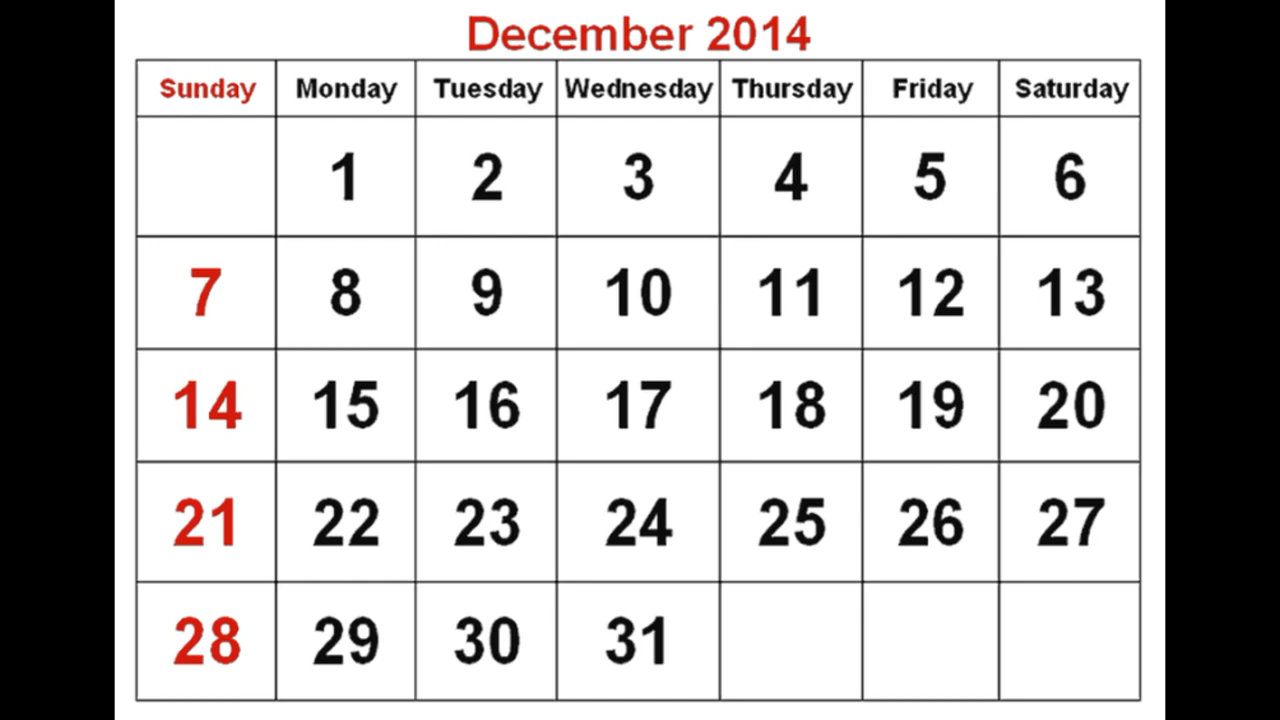 December 2014
Sunday Monday Tuesday Wednesday Thursday Friday Saturday
1 2 3 4 5 6
7 8 9 10 11 12 13
14 15 16 17 18 19 20
21 22 23 24 25 26 27
28 29 30 31